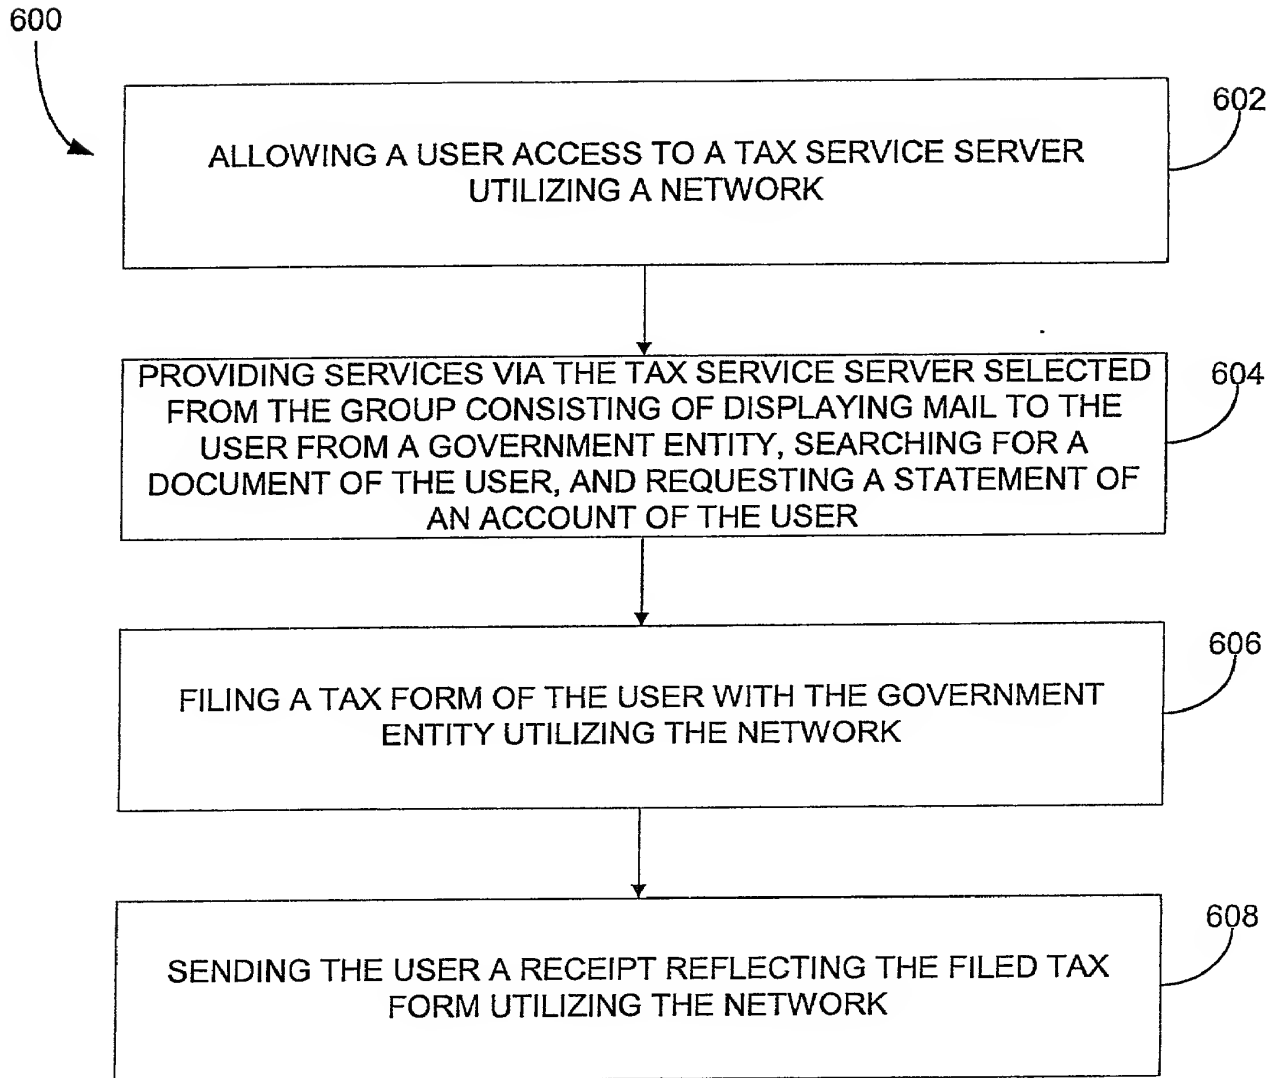 600
602
ALLOWING A USER ACCESS TO A TAX SERVICE SERVER
UTILIZING A NETWORK
604
PROVIDING SERVICES VIA THE TAX SERVICE SERVER SELECTED
FROM THE GROUP CONSISTING OF DISPLAYING MAIL TO THE
USER FROM A GOVERNMENT ENTITY, SEARCHING FOR A
DOCUMENT OF THE USER, AND REQUESTING A STATEMENT OF
AN ACCOUNT OF THE USER
606
FILING A TAX FORM OF THE USER WITH THE GOVERNMENT
ENTITY UTILIZING THE NETWORK
608
SENDING THE USER A RECEIPT REFLECTING THE FILED TAX
FORM UTILIZING THE NETWORK